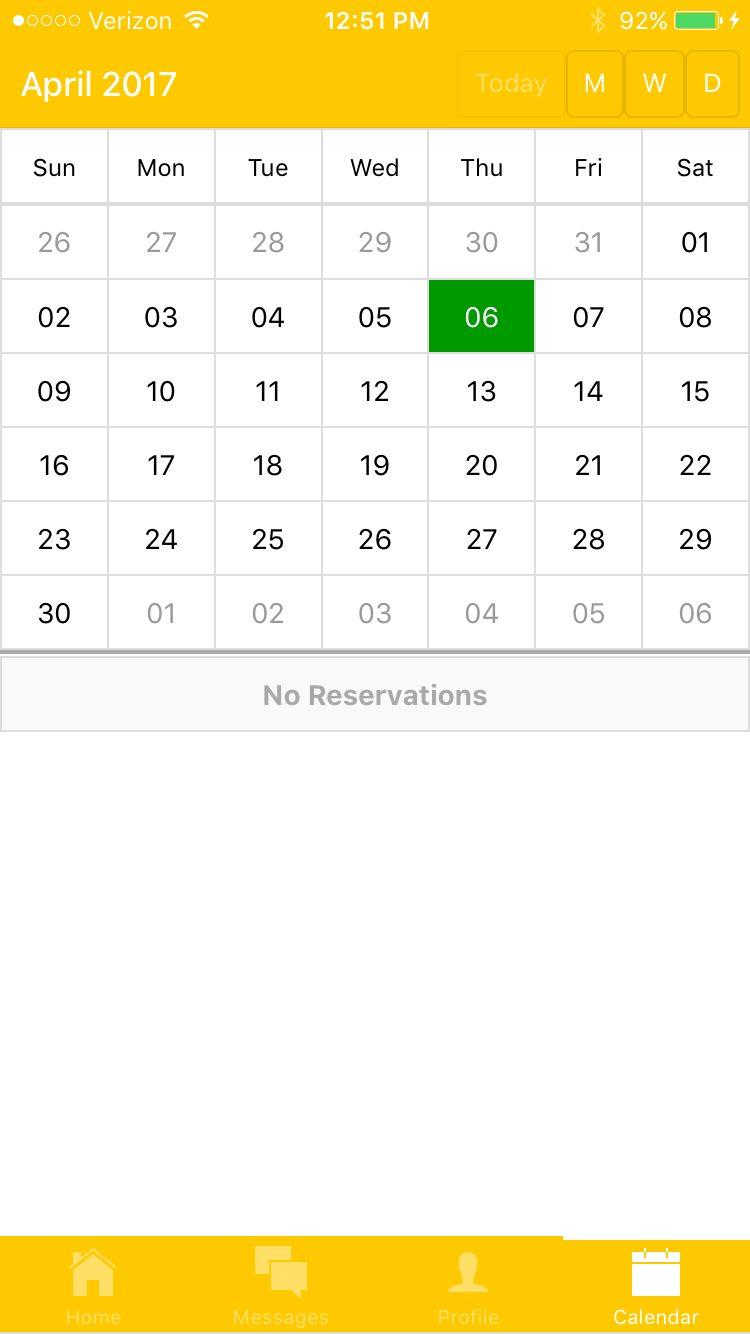 Verizon 12:51 PM 92%
April 2017 Today M W D
Sun Mon Tue Wed Thu Fri Sat
26 27 28 29 30 31 01
02 03 04 05 06 07 08
09 10 11 12 13 14 15
16 17 18 19 20 21 22
23 24 25 26 27 28 29
30 01 02 03 04 05 06
No Reservations
Home Messages Profile Calendar